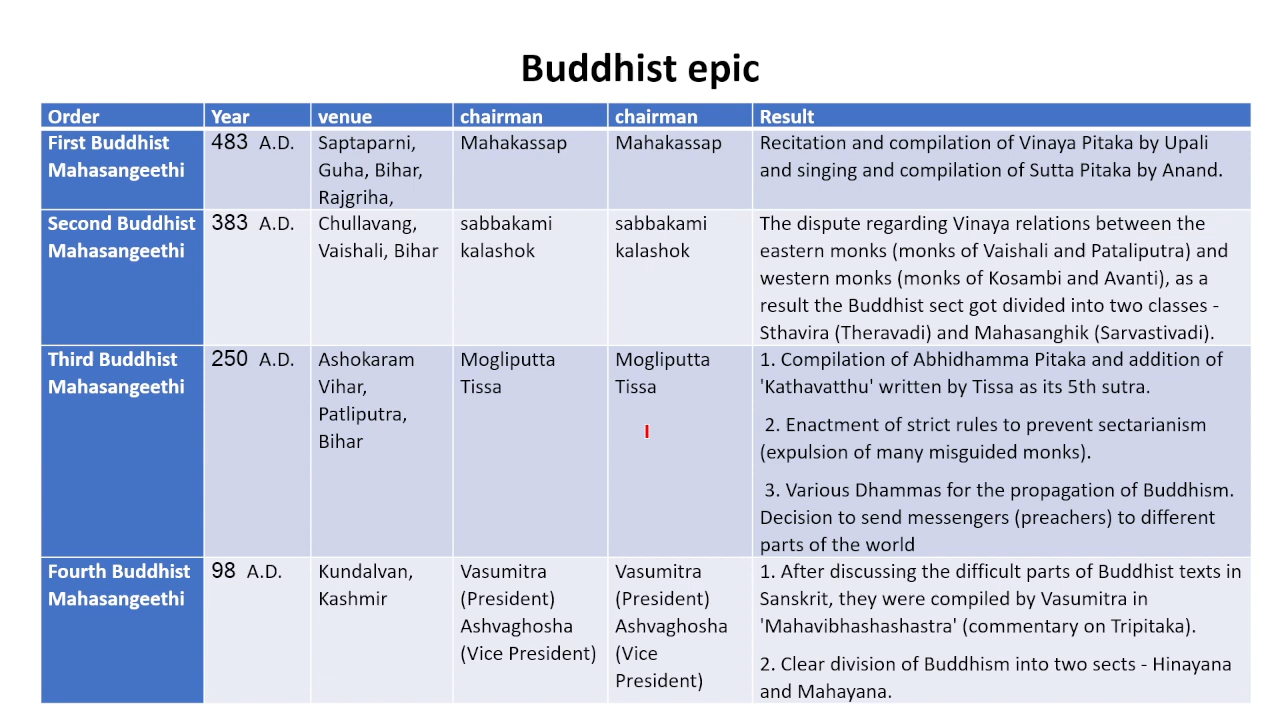 Buddhist epic
Order Year venue chairman chairman Result
First Buddhist
Mahasangeethi
483 A.D.
Saptaparni,
Guha, Bihar,
Rajgriha,
Mahakassap
Mahakassap
Recitation and compilation of Vinaya Pitaka by Upali
and singing and compilation of Sutta Pitaka by Anand.
Second Buddhist
Mahasangeethi
383 A.D.
Chullavang,
Vaishali, Bihar
sabbakami
kalashok
sabbakami
kalashok
The dispute regarding Vinaya relations between the
eastern monks (monks of Vaishali and Pataliputra) and
western monks (monks of Kosambi and Avanti), as a
result the Buddhist sect got divided into two classes -
Sthavira (Theravadi) and Mahasanghik (Sarvastivadi).
Third Buddhist
Mahasangeethi
250 A.D.
Ashokaram
Vihar,
Patliputra,
Bihar
Mogliputta
Tissa
Mogliputta
Tissa
1. Compilation of Abhidhamma Pitaka and addition of
'Kathavatthu' written by Tissa as its 5th sutra.
2. Enactment of strict rules to prevent sectarianism
(expulsion of many misguided monks).
3. Various Dhammas for the propagation of Buddhism.
Decision to send messengers (preachers) to different
parts of the world
Fourth Buddhist
Mahasangeethi
98 A.D.
Kundalvan,
Kashmir
Vasumitra
(President)
Ashvaghosha
(Vice President)
Vasumitra
(President)
Ashvaghosha
(Vice
President)
1. After discussing the difficult parts of Buddhist texts in
Sanskrit, they were compiled by Vasumitra in
'Mahavibhashashastra' (commentary on Tripitaka).
2. Clear division of Buddhism into two sects - Hinayana
and Mahayana.